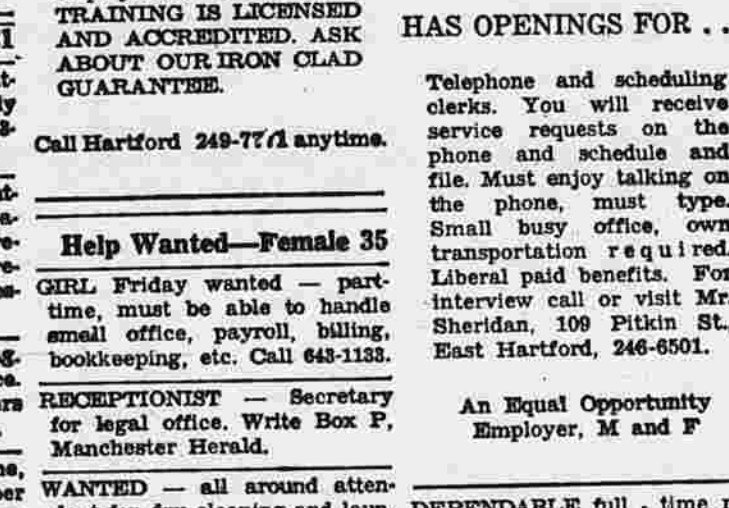 TRAINING IS LICENSED
AND ACCREDITED. ASK
ABOUT OUR IRON CLAD
GUARANTEE.
Call Hartford 249-7771 anytime.
Help Wanted—Female 35
GIRL Friday wanted — part-
time, must be able to handle
small office, payroll, billing,
bookkeeping, etc. Call 643-1133.
RECEPTIONIST — Secretary
for legal office. Write Box P,
Manchester Herald.
WANTED — all around atten-
HAS OPENINGS FOR . .
Telephone and scheduling
clerks. You will receive
service requests on the
phone and schedule and
file. Must enjoy talking on
the phone, must type.
Small busy office, own
transportation required.
Liberal paid benefits. For
interview call or visit Mr.
Sheridan, 109 Pitkin St.,
East Hartford, 246-6501.
An Equal Opportunity
Employer, M and F
DEPENDABLE full - time